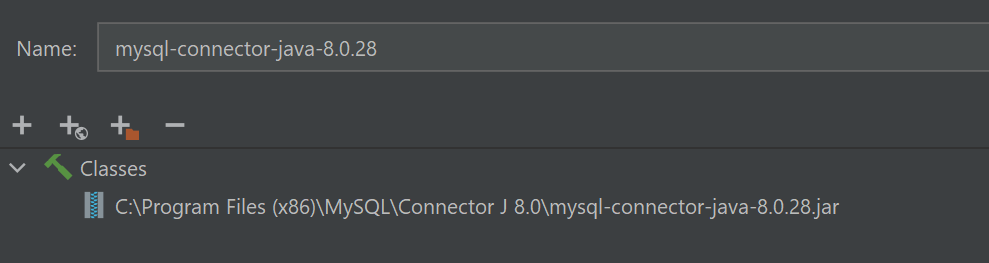 Name: mysql-connector-java-8.0.28
Classes
C:\Program Files (x86)\MySQL\Connector J 8.0\mysql-connector-java-8.0.28.jar